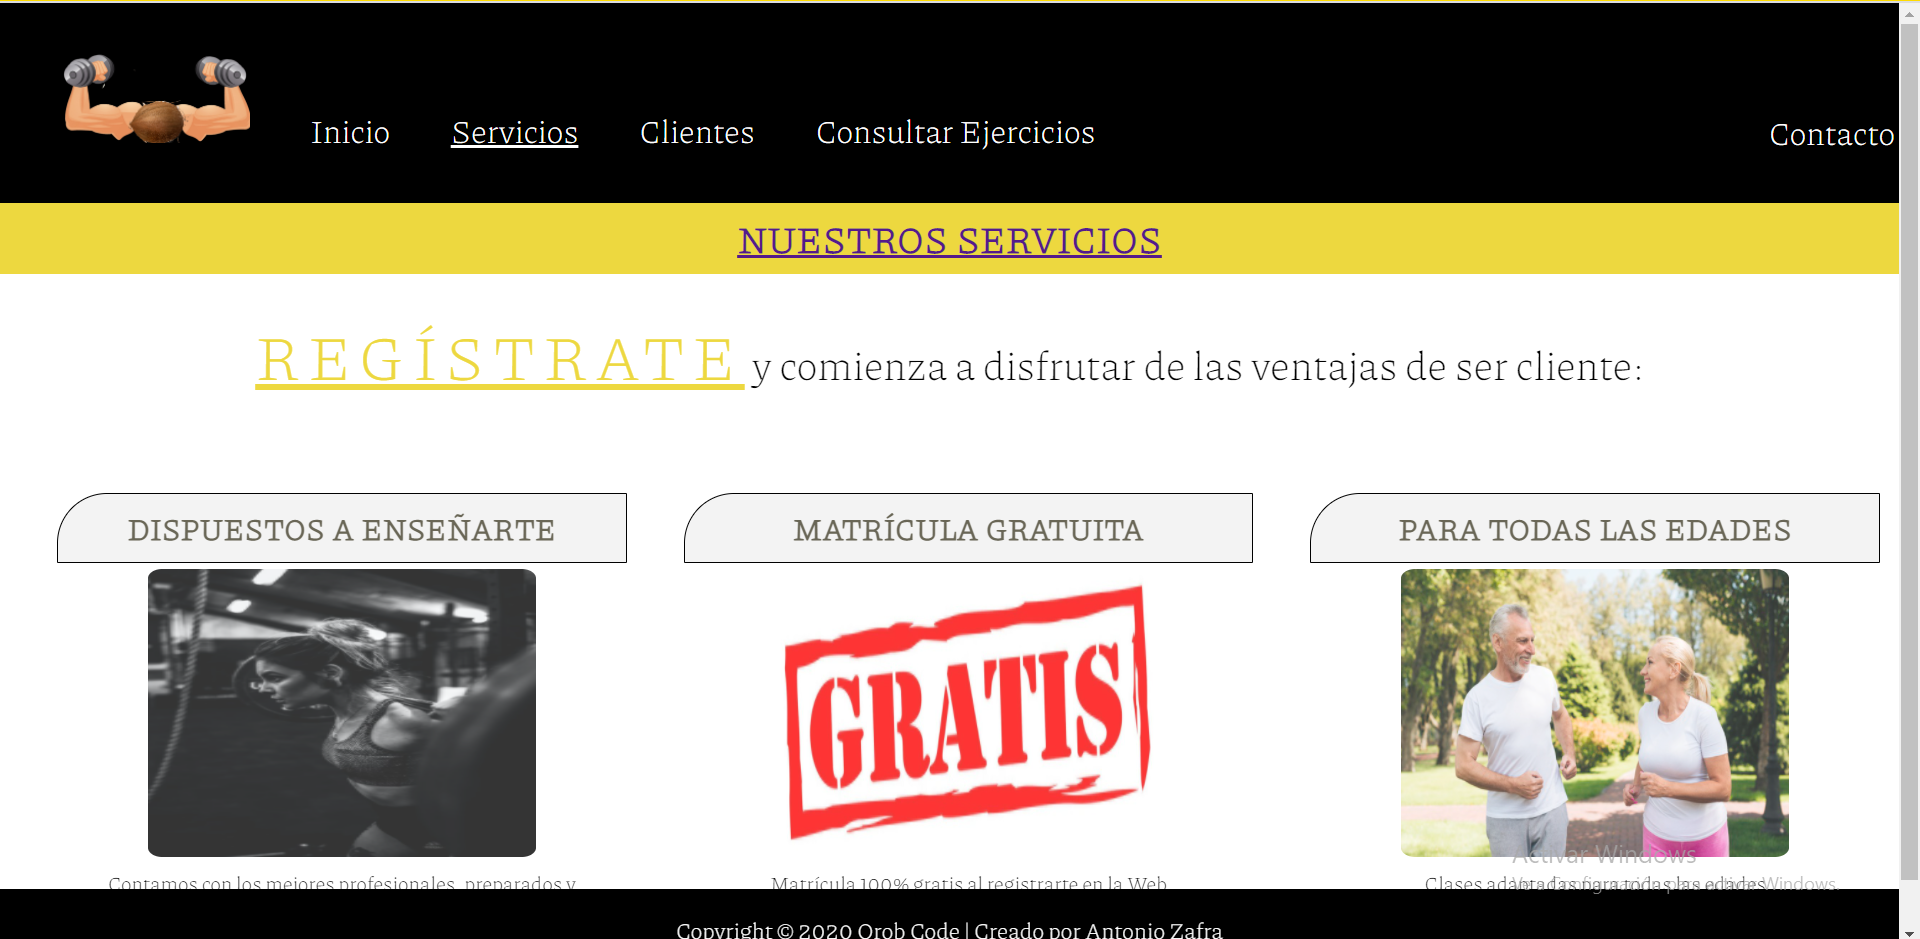 Inicio Servicios Clientes Consultar Ejercicios Contacto
NUESTROS SERVICIOS
REGÍSTRATE y comienza a disfrutar de las ventajas de ser cliente:
DISPUESTOS A ENSEÑARTE
MATRÍCULA GRATUITA
PARA TODAS LAS EDADES
GRATIS
Activar Windows
Contamos con los mejores profesionales, preparados y
Matrícula 100% gratis al registrarte en la Web
Clases adaptadas para todas las edades
Ve a Configuración para activar Windows.
Copyright © 2020 Orob Code | Creado por Antonio Zafra